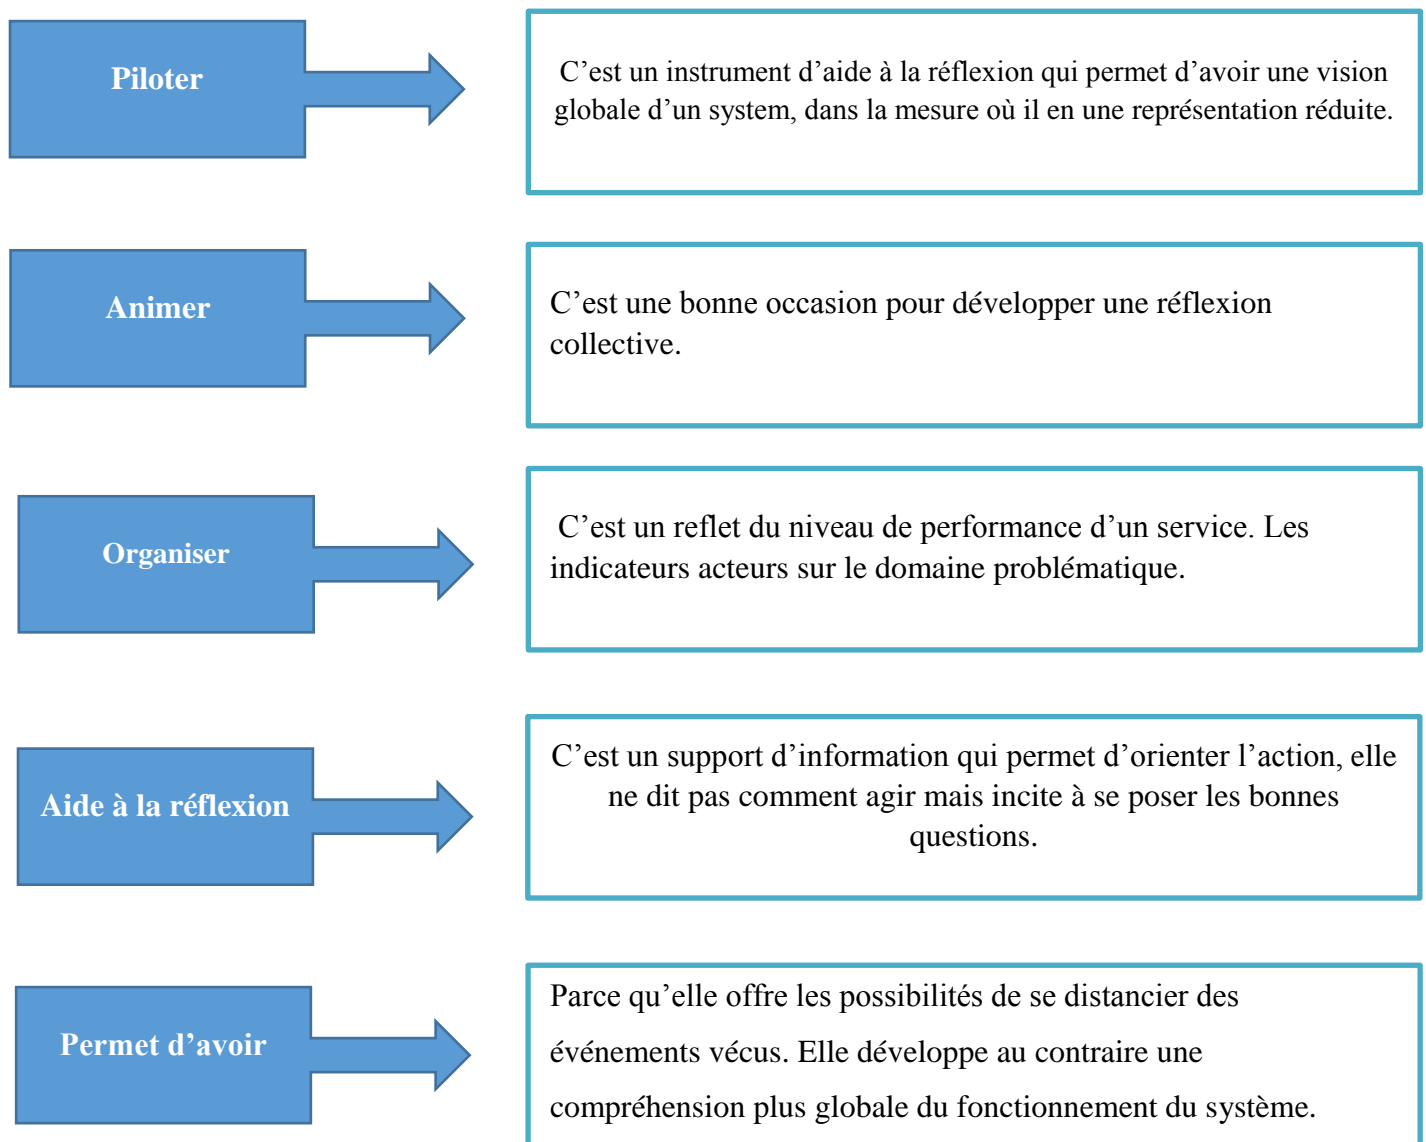 Piloter
C’est un instrument d’aide à la réflexion qui permet d’avoir une vision
globale d’un system, dans la mesure où il en une représentation réduite.
Animer
C’est une bonne occasion pour développer une réflexion
collective.
Organiser
C’est un reflet du niveau de performance d’un service. Les
indicateurs acteurs sur le domaine problématique.
Aide à la réflexion
C’est un support d’information qui permet d’orienter l’action, elle
ne dit pas comment agir mais incite à se poser les bonnes
questions.
Permet d’avoir
Parce qu’elle offre les possibilités de se distancier des
événements vécus. Elle développe au contraire une
compréhension plus globale du fonctionnement du système.